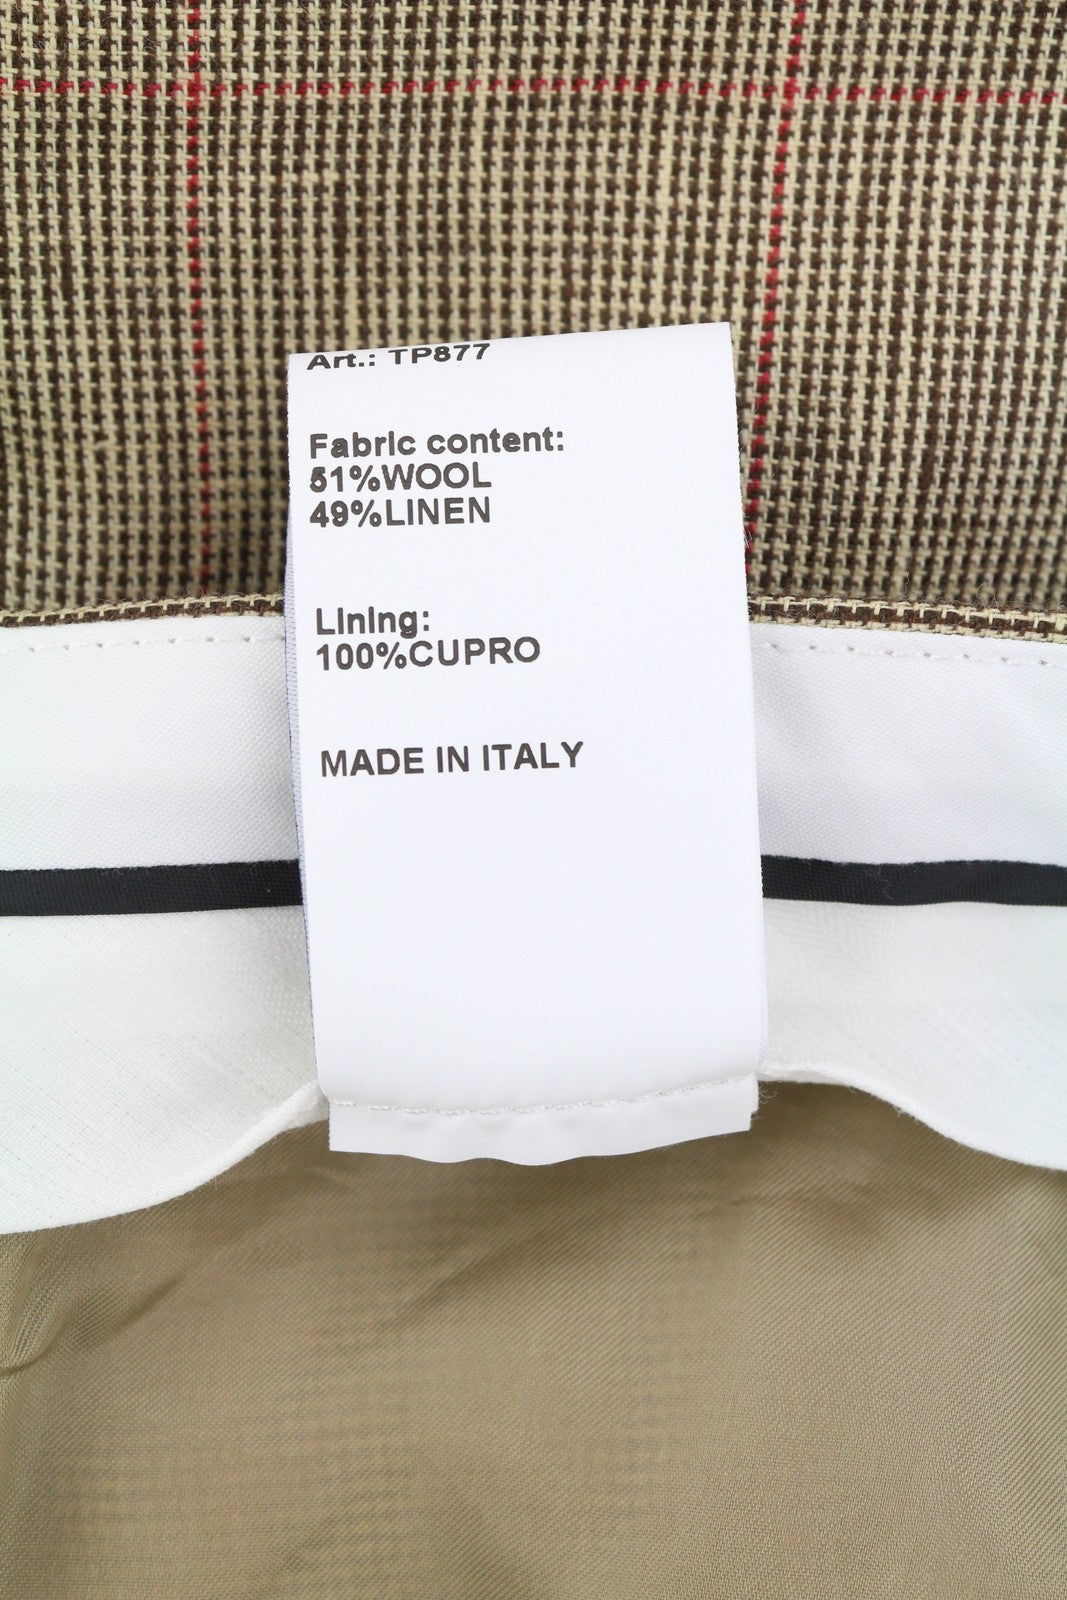 Art.: TP877
Fabric content:
51%WOOL
49%LINEN
Lining:
100%CUPRO
MADE IN ITALY